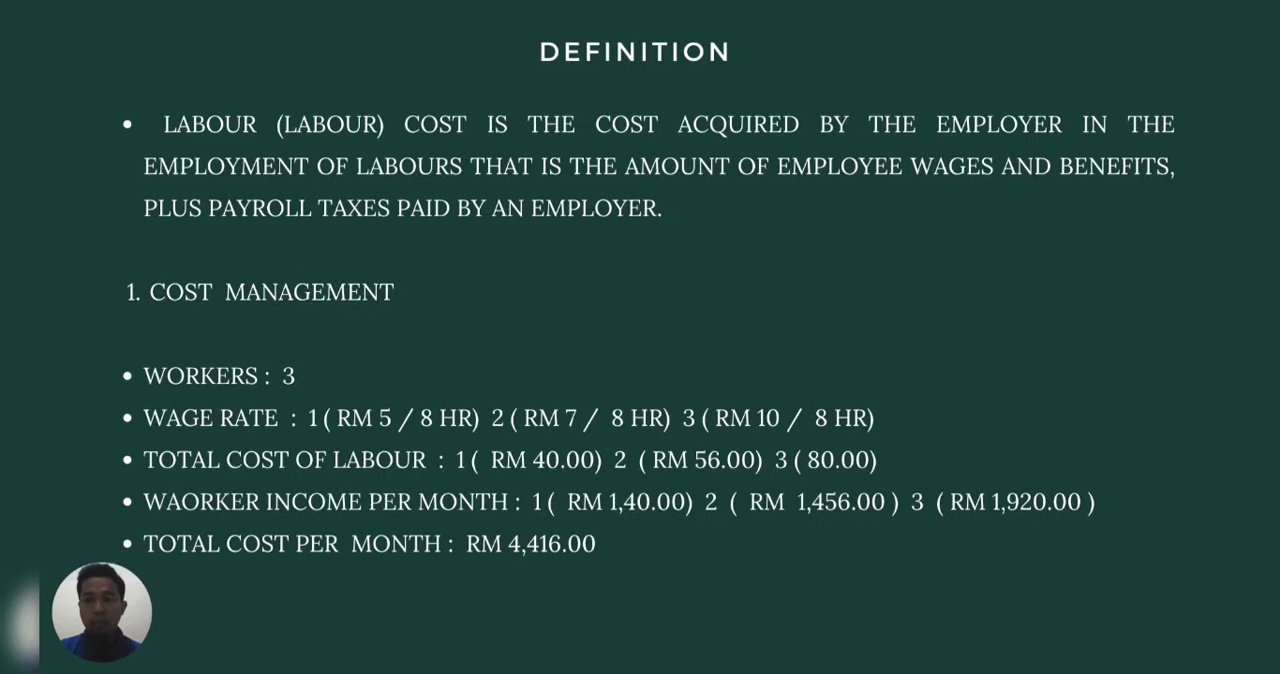 DEFINITION
• LABOUR (LABOUR) COST IS THE COST ACQUIRED BY THE EMPLOYER IN THE
EMPLOYMENT OF LABOURS THAT IS THE AMOUNT OF EMPLOYEE WAGES AND BENEFITS,
PLUS PAYROLL TAXES PAID BY AN EMPLOYER.
1. COST MANAGEMENT
• WORKERS : 3
• WAGE RATE : 1 ( RM 5 / 8 HR) 2 ( RM 7 / 8 HR) 3 ( RM 10 / 8 HR)
• TOTAL COST OF LABOUR : 1 ( RM 40.00) 2 ( RM 56.00) 3 ( 80.00)
• WAORKER INCOME PER MONTH : 1 ( RM 1,40.00) 2 ( RM 1,456.00 ) 3 ( RM 1,920.00 )
• TOTAL COST PER MONTH : RM 4,416.00